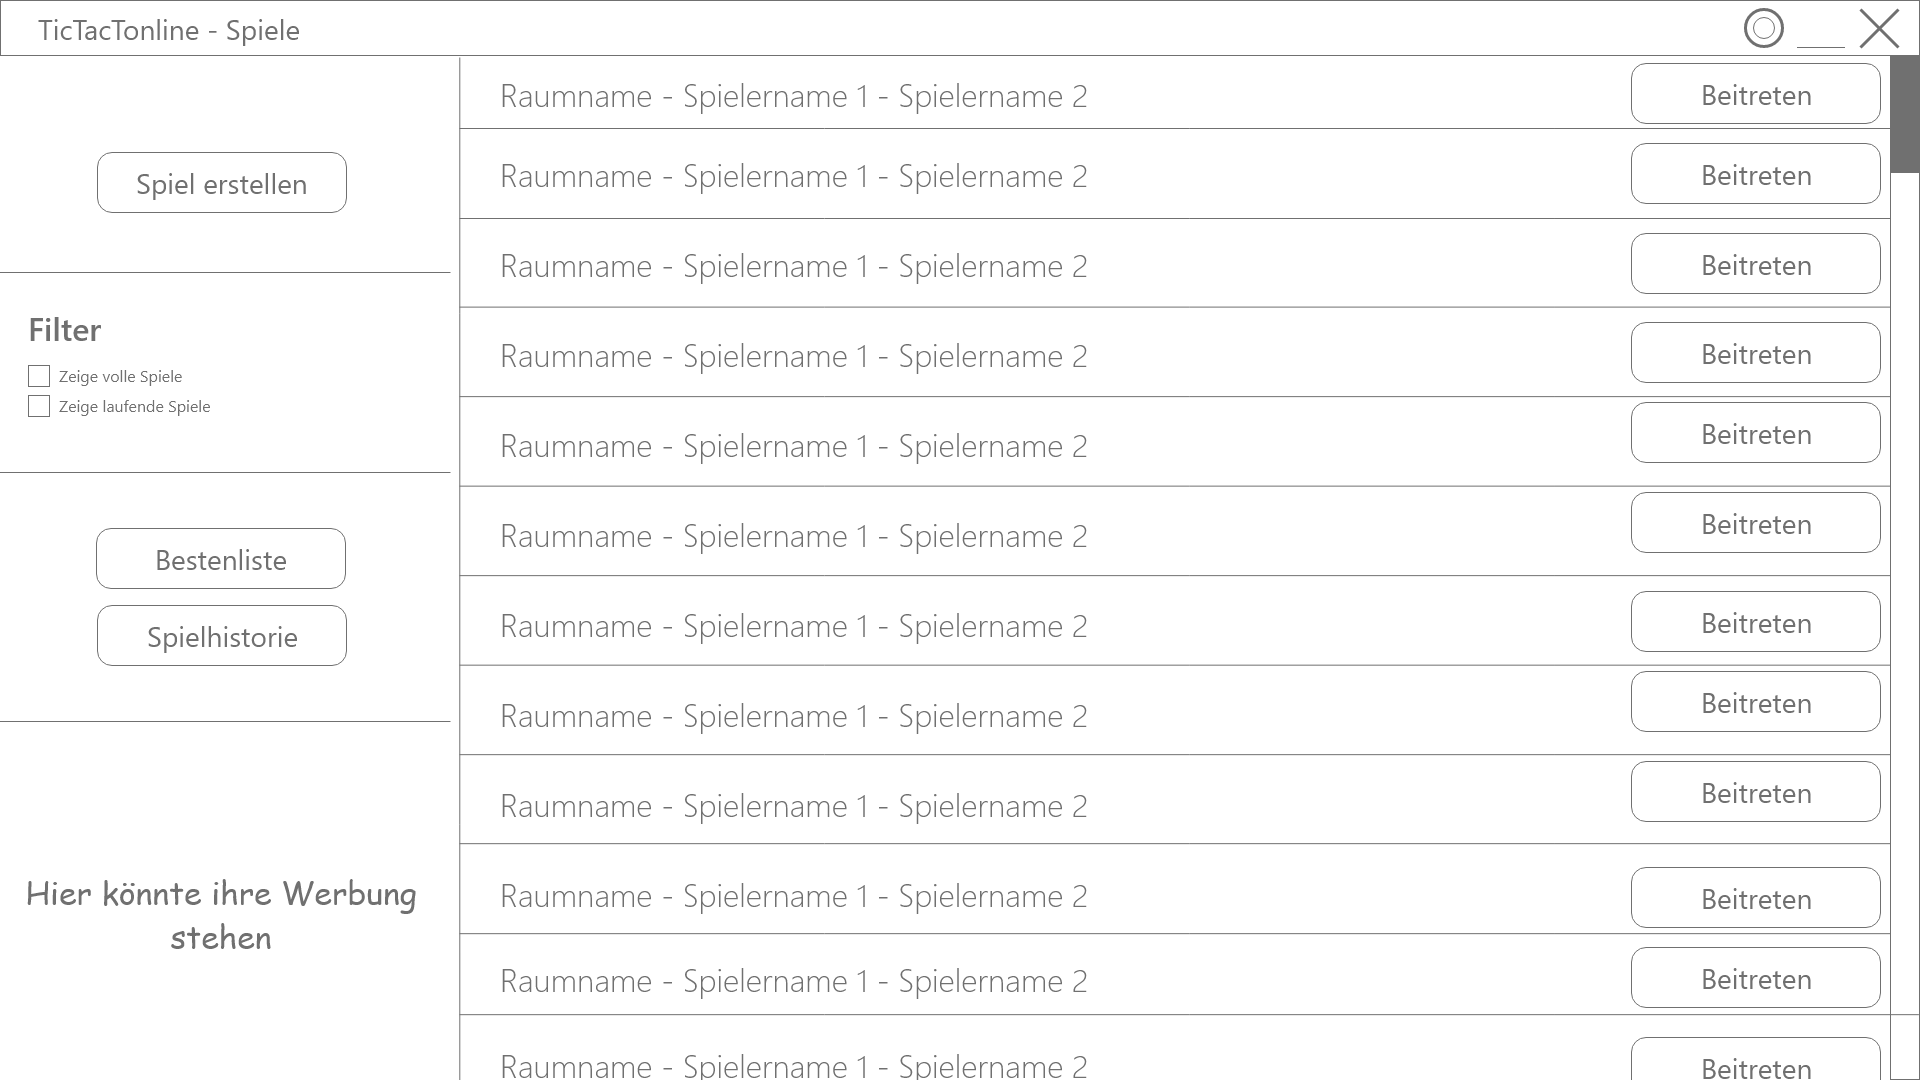 TicTacTonline - Spiele
Spiel erstellen
Filter
Zeige volle Spiele
Zeige laufende Spiele
Bestenliste
Spielhistorie
Hier könnte ihre Werbung
stehen
Raumname - Spielername 1 - Spielername 2 Beitreten
Raumname - Spielername 1 - Spielername 2 Beitreten
Raumname - Spielername 1 - Spielername 2 Beitreten
Raumname - Spielername 1 - Spielername 2 Beitreten
Raumname - Spielername 1 - Spielername 2 Beitreten
Raumname - Spielername 1 - Spielername 2 Beitreten
Raumname - Spielername 1 - Spielername 2 Beitreten
Raumname - Spielername 1 - Spielername 2 Beitreten
Raumname - Spielername 1 - Spielername 2 Beitreten
Raumname - Spielername 1 - Spielername 2 Beitreten
Raumname - Spielername 1 - Spielername 2 Beitreten
Raumname - Spielername 1 - Spielername 2 Beitreten